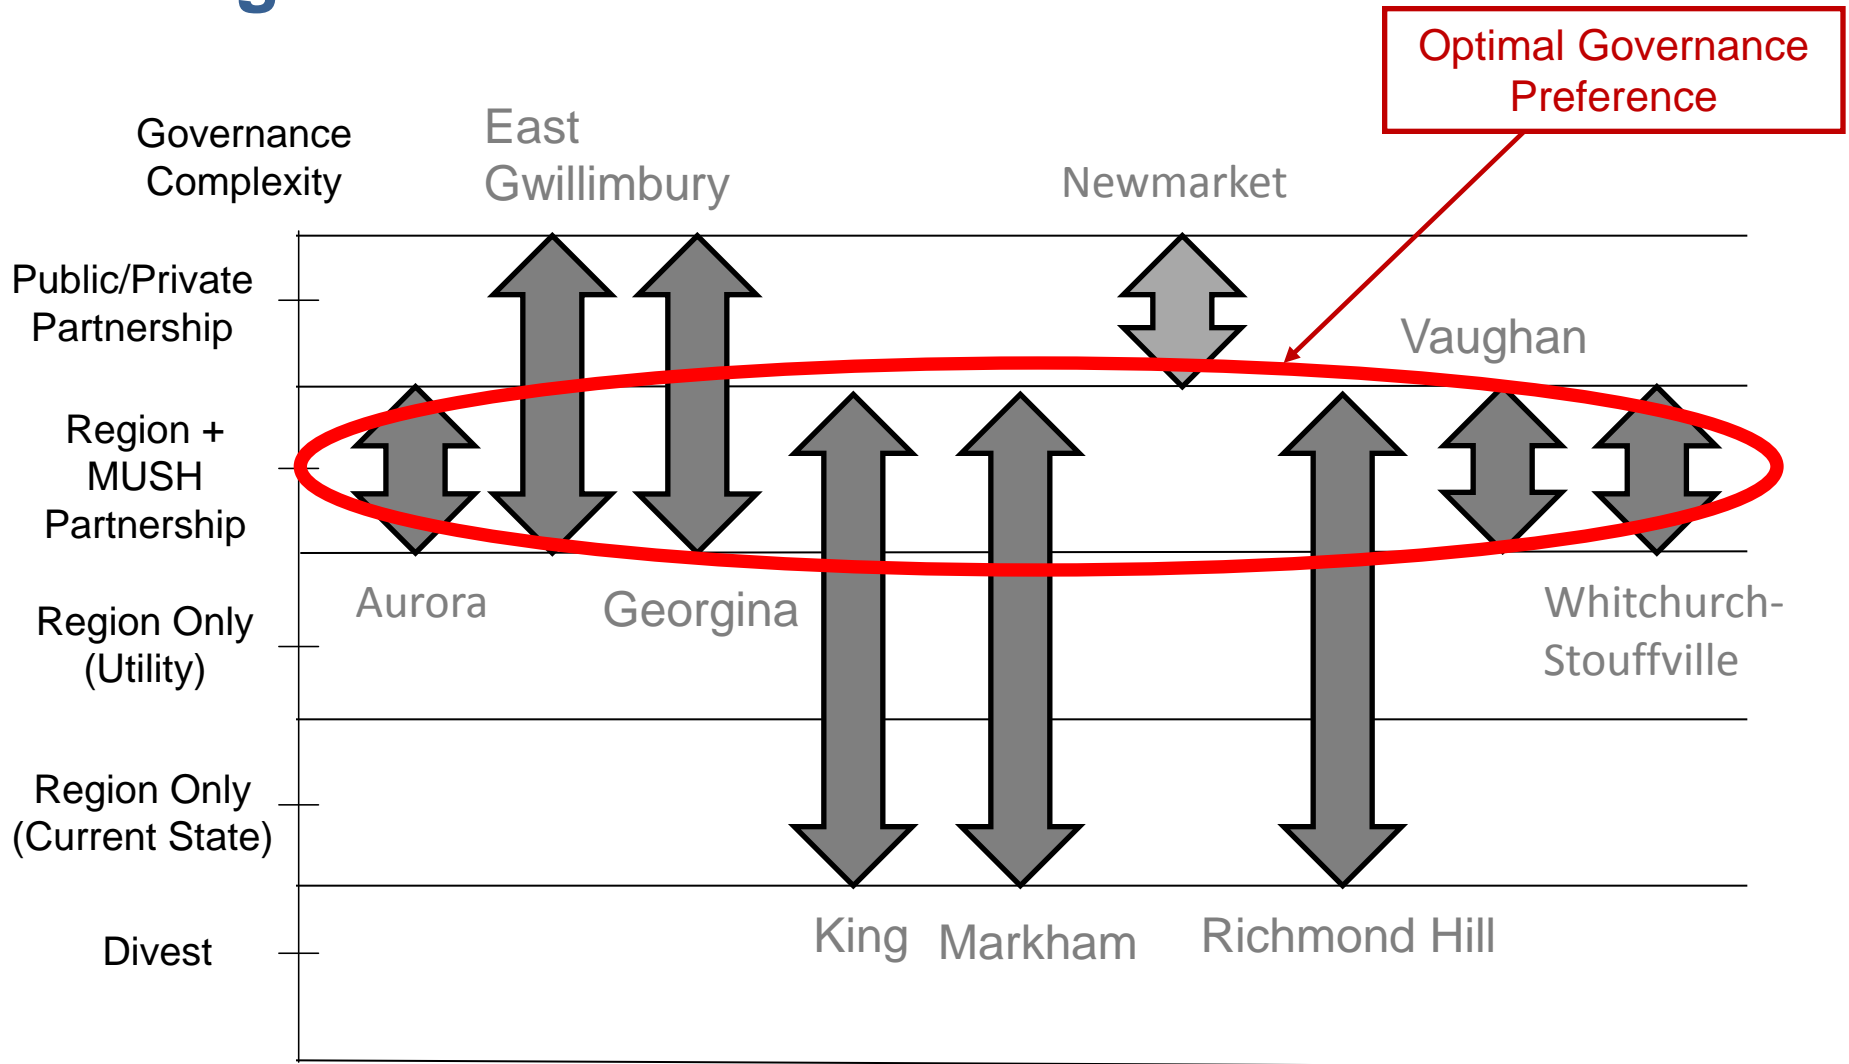 Optimal Governance
Preference
Governance
Complexity
East
Gwillimbury
Newmarket
Public/Private
Partnership
Vaughan
Region +
MUSH
Partnership
Aurora
Georgina
Whitchurch-
Stouffville
Region Only
(Utility)
Region Only
(Current State)
King
Markham
Richmond Hill
Divest